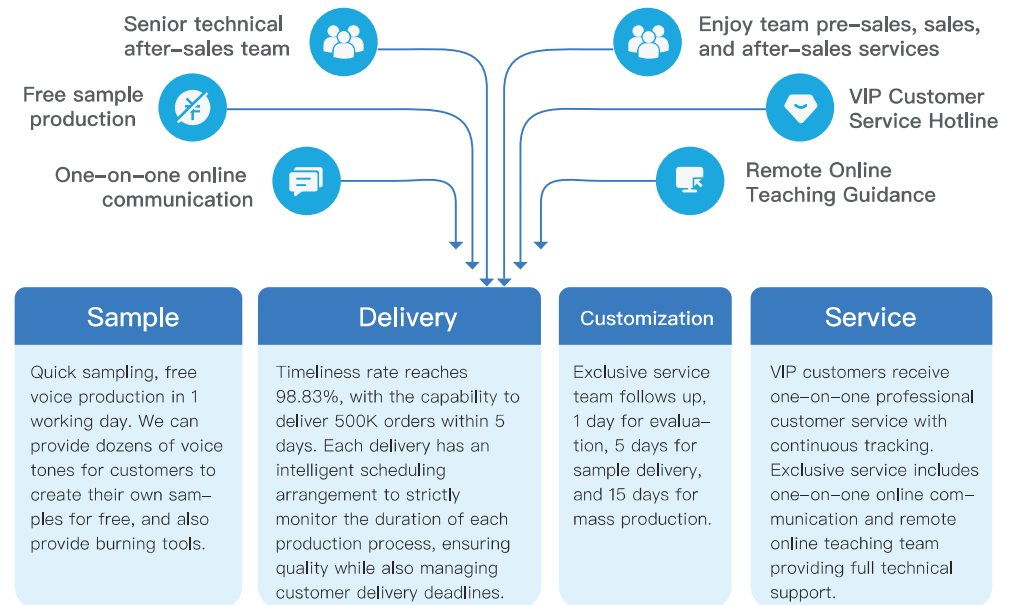 Senior technical
after-sales team
Enjoy team pre-sales, sales,
and after-sales services
Free sample
production
VIP Customer
Service Hotline
One-on-one online
communication
Remote Online
Teaching Guidance
Sample
Quick sampling, free
voice production in 1
working day. We can
provide dozens of voice
tones for customers to
create their own sam-
ples for free, and also
provide burning tools.
Delivery
Timeliness rate reaches
98.83%, with the capability to
deliver 500K orders within 5
days. Each delivery has an
intelligent scheduling
arrangement to strictly
monitor the duration of each
production process, ensuring
quality while also managing
customer delivery deadlines.
Customization
Exclusive service
team follows up,
1 day for evalua-
tion, 5 days for
sample delivery,
and 15 days for
mass production.
Service
VIP customers receive
one-on-one professional
customer service with
continuous tracking.
Exclusive service includes
one-on-one online com-
munication and remote
online teaching team
providing full technical
support.